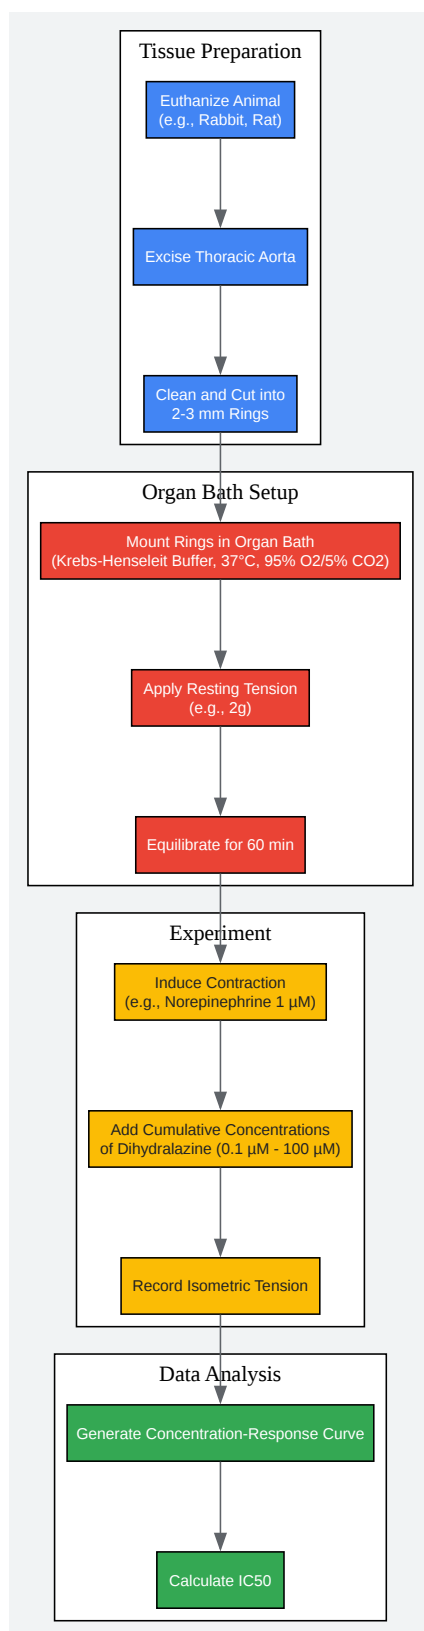 Tissue Preparation
Euthanize Animal
(e.g., Rabbit, Rat)
Excise Thoracic Aorta
Clean and Cut into
2-3 mm Rings
Organ Bath Setup
Mount Rings in Organ Bath
(Krebs-Henseleit Buffer, 37°C, 95% O2/5% CO2)
Apply Resting Tension
(e.g., 2g)
Equilibrate for 60 min
Experiment
Induce Contraction
(e.g., Norepinephrine 1 µM)
Add Cumulative Concentrations
of Dihydralazine (0.1 µM - 100 µM)
Record Isometric Tension
Data Analysis
Generate Concentration-Response Curve
Calculate IC50